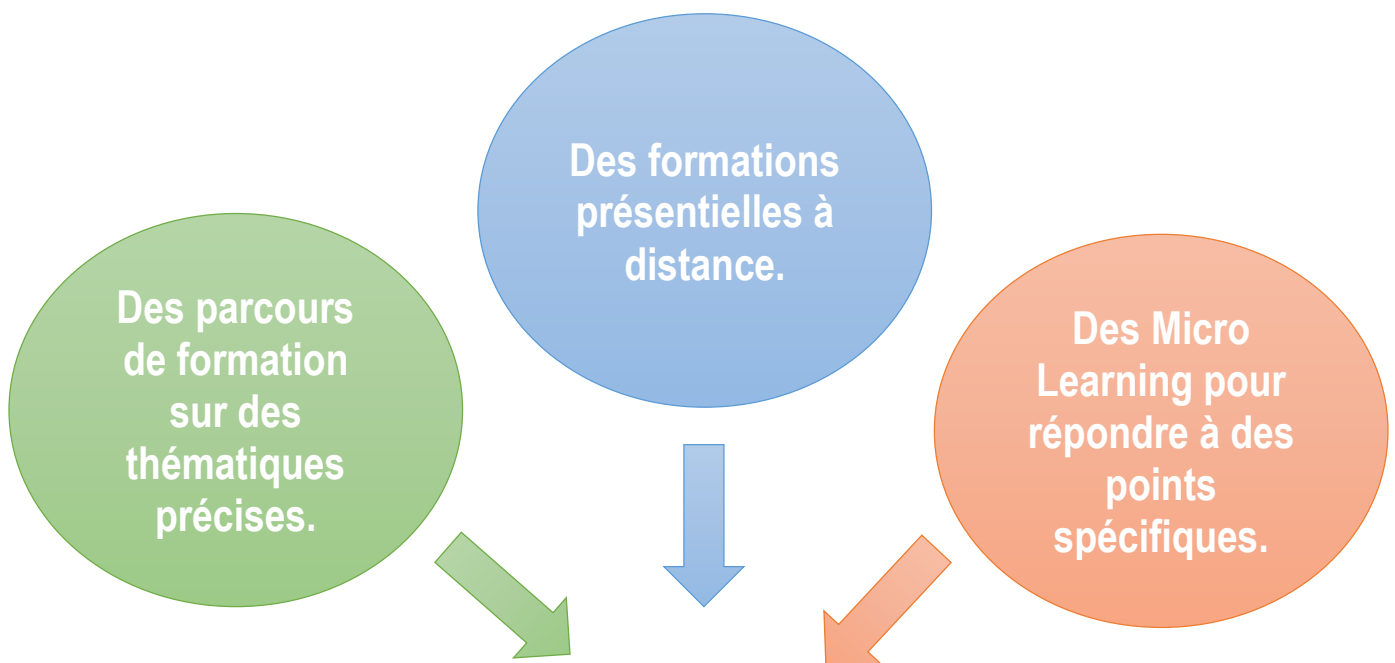 Des parcours
de formation
sur des
thématiques
précises.
Des formations
présentielles à
distance.
Des Micro
Learning pour
répondre à des
points
spécifiques.